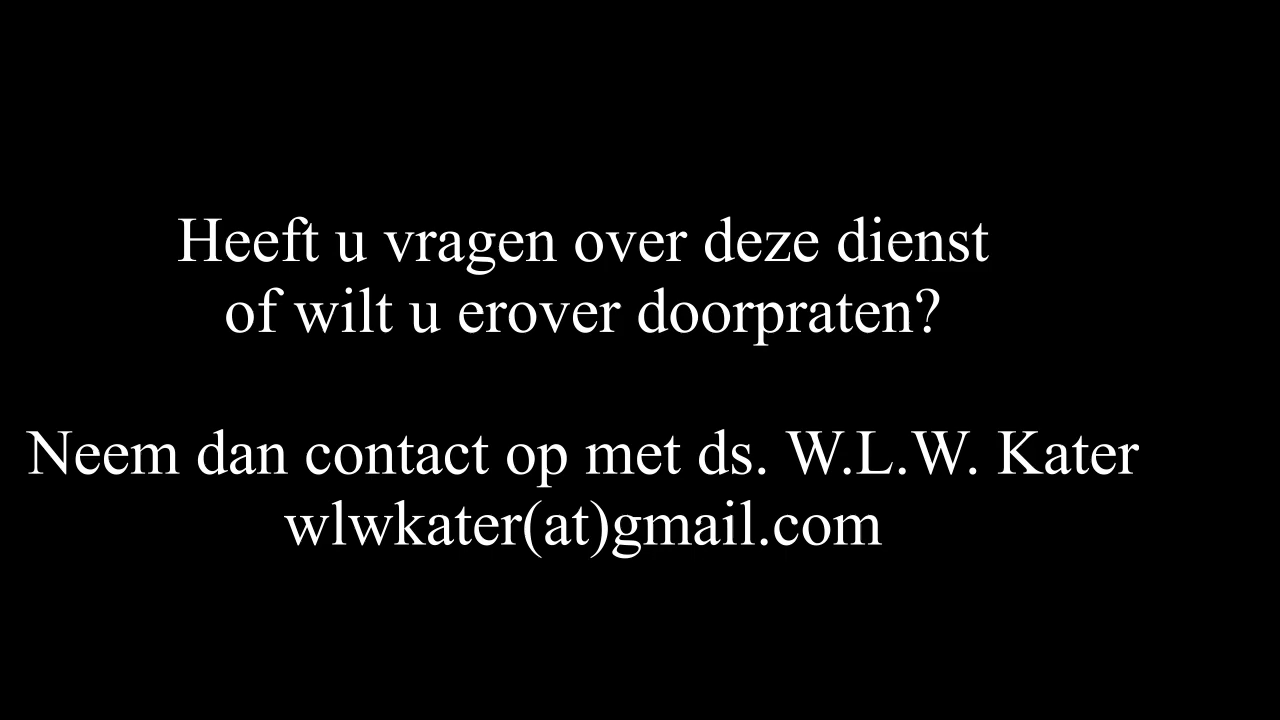 Heeft u vragen over deze dienst
of wilt u erover doorpraten?
Neem dan contact op met ds. W.L.W. Kater
wlwkater(at)gmail.com